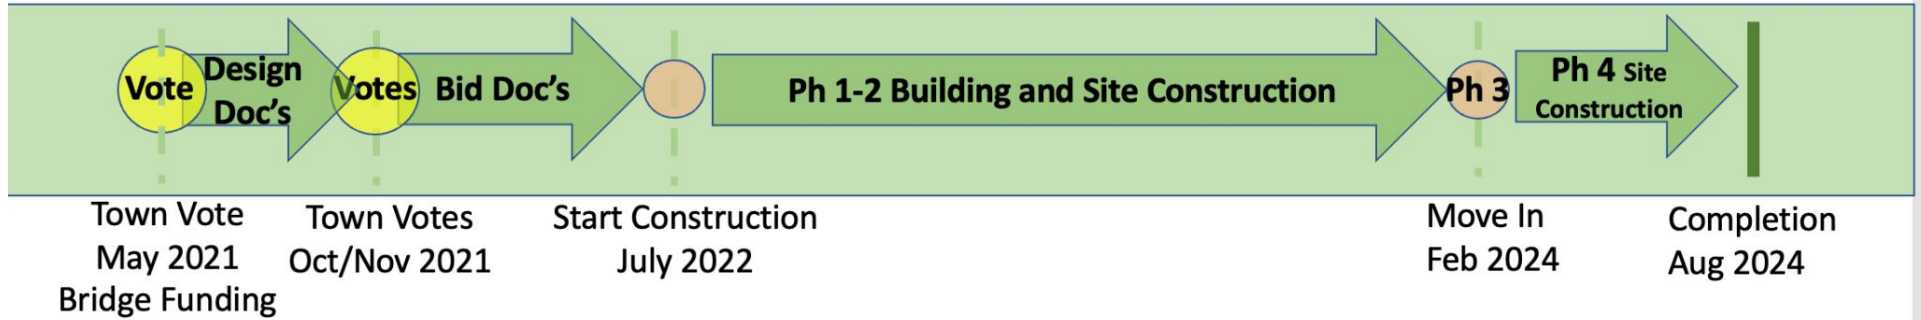 Vote
Design
Doc's
Votes
Bid Doc's
Ph 1-2 Building and Site Construction
Ph 3
Ph 4 Site
Construction
Town Vote
May 2021
Bridge Funding
Town Votes
Oct/Nov 2021
Start Construction
July 2022
Move In
Feb 2024
Completion
Aug 2024